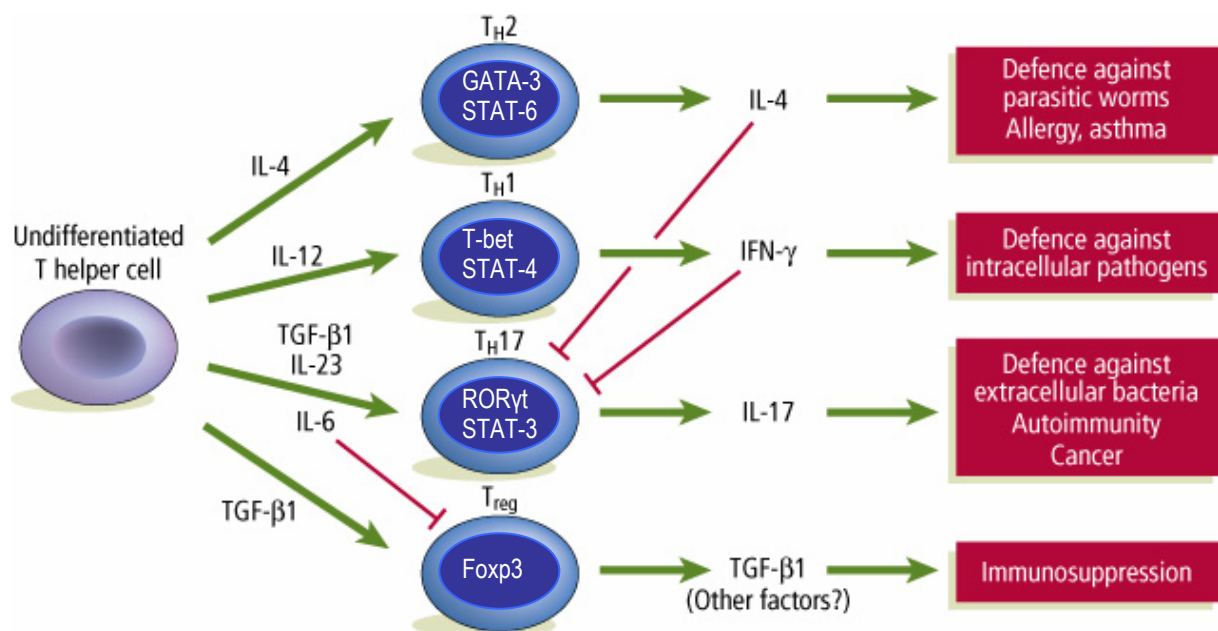 Undifferentiated
T helper cell
IL-4
IL-12
TGF-β1
IL-23
IL-6
TGF-β1
TH2
GATA-3
STAT-6
IL-4
Defence against
parasitic worms
Allergy, asthma
TH1
T-bet
STAT-4
IFN-γ
Defence against
intracellular pathogens
TH17
RORγt
STAT-3
IL-17
Defence against
extracellular bacteria
Autoimmunity
Cancer
Treg
Foxp3
TGF-β1
(Other factors?)
Immunosuppression